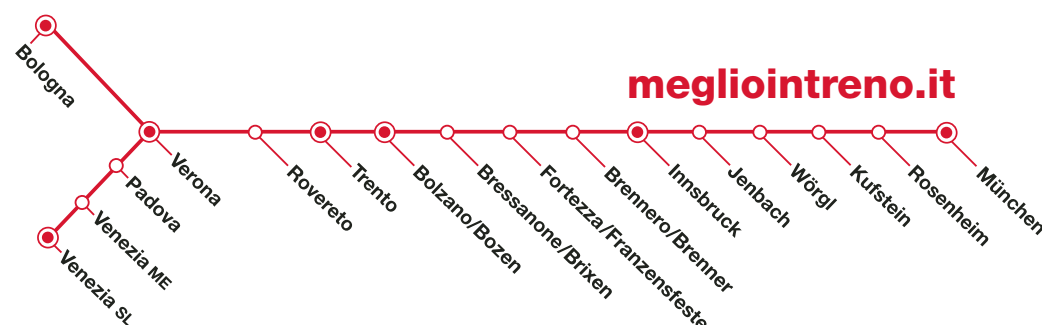 megliointreno.it
Bologna
Verona
Padova
Venezia ME
Venezia SL
Rovereto
Trento
Bolzano/Bozen
Bressanone/Brixen
Fortezza/Franzensfeste
Brennero/Brenner
Innsbruck
Jenbach
Wörgl
Kufstein
Rosenheim
München